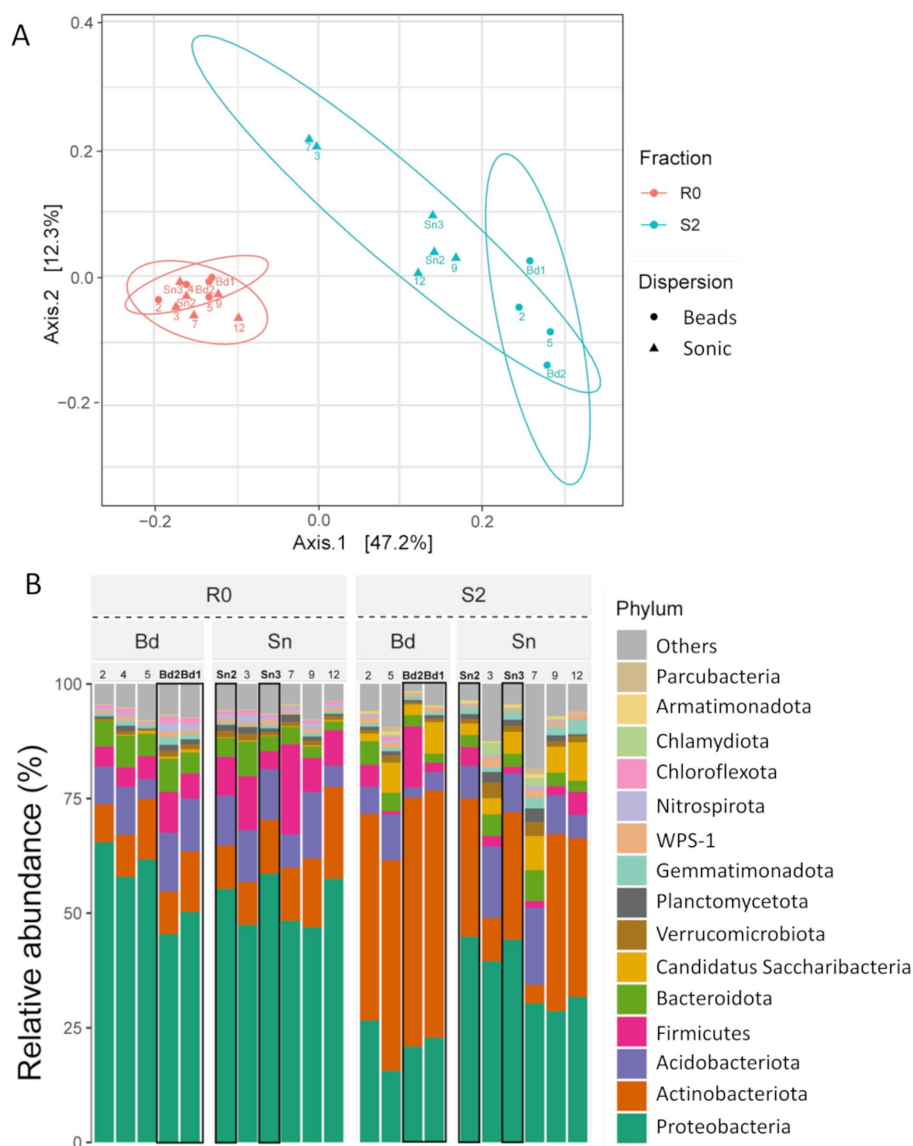 A
0.4
0.2
0.0
−0.2
Axis.2 [12.3%]
7
3
Sn3
Sn2
12
9
Bd1
2
5
Bd2
Sn3
4
Bd1
Bd2
2
Sn2
3
5
9
7
12
−0.2
0.0
0.2
Axis.1 [47.2%]
Fraction
R0
S2
Dispersion
Beads
Sonic
B
R0
S2
Bd
Sn
Bd
Sn
2 4 5 Bd2 Bd1 Sn2 3 Sn3 7 9 12 2 5 Bd2 Bd1 Sn2 3 Sn3 7 9 12
100
75
50
25
0
Relative abundance (%)
Phylum
Others
Parcubacteria
Armatimonadota
Chlamydiota
Chloroflexota
Nitrospirota
WPS-1
Gemmatimonadota
Planctomycetota
Verrucomicrobiota
Candidatus Saccharibacteria
Bacteroidota
Firmicutes
Acidobacteriota
Actinobacteriota
Proteobacteria